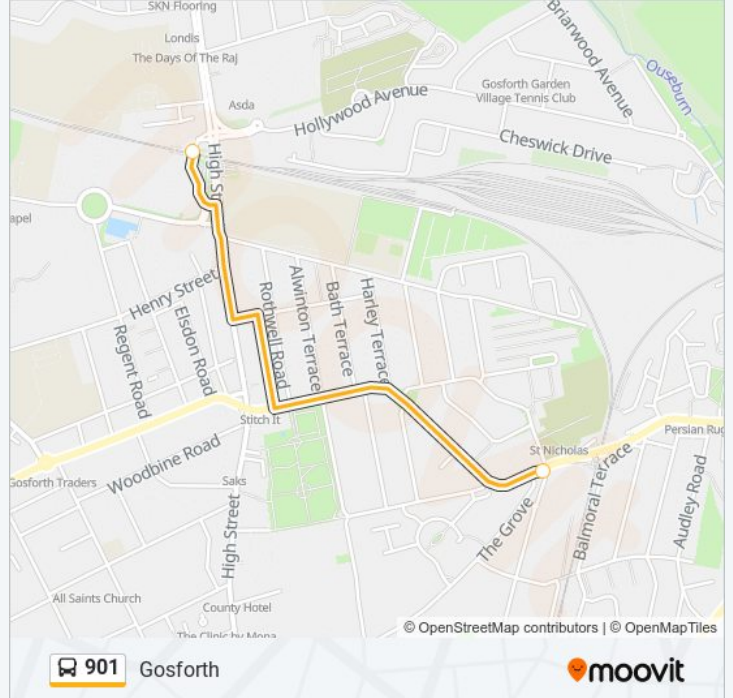 SKN Flooring
Londis
The Days Of The Raj
Asda
Hollywood Avenue
Gosforth Garden
Village Tennis Club
Briarwood Avenue
Ouseburn
Cheswick Drive
High St
apel
Henry Street
Rothwell Road
Alwinton Terrace
Bath Terrace
Harley Terrace
Elsdon Road
Regent Road
Stitch It
Woodbine Road
Gosforth Traders
Saks
High Street
St Nicholas
Persian Rug
The Grove
Balmoral Terrace
Audley Road
All Saints Church
County Hotel
The Clinic by Mona
© OpenStreetMap contributors | © OpenMapTiles
901 Gosforth
moovit